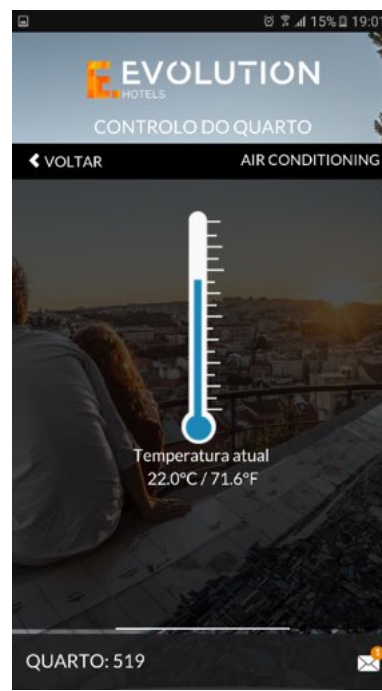 15% 19:01
E. EVOLUTION
HOTELS
CONTROLO DO QUARTO
VOLTAR AIR CONDITIONING
Temperatura atual
22.0°C / 71.6°F
QUARTO: 519
1